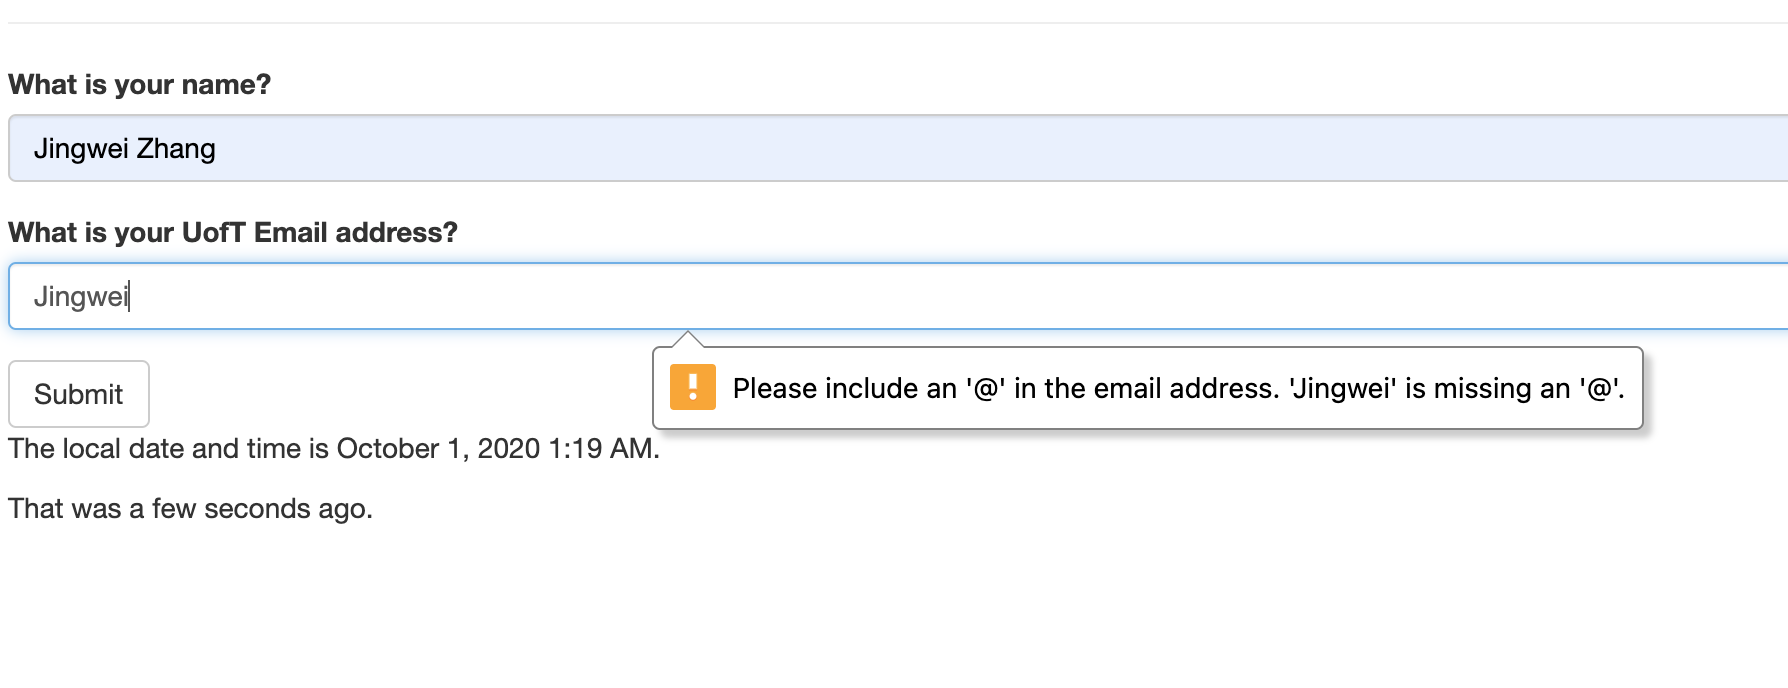 What is your name?
Jingwei Zhang
What is your UofT Email address?
Jingwei
Please include an '@' in the email address. 'Jingwei' is missing an '@'.
Submit
The local date and time is October 1, 2020 1:19 AM.
That was a few seconds ago.